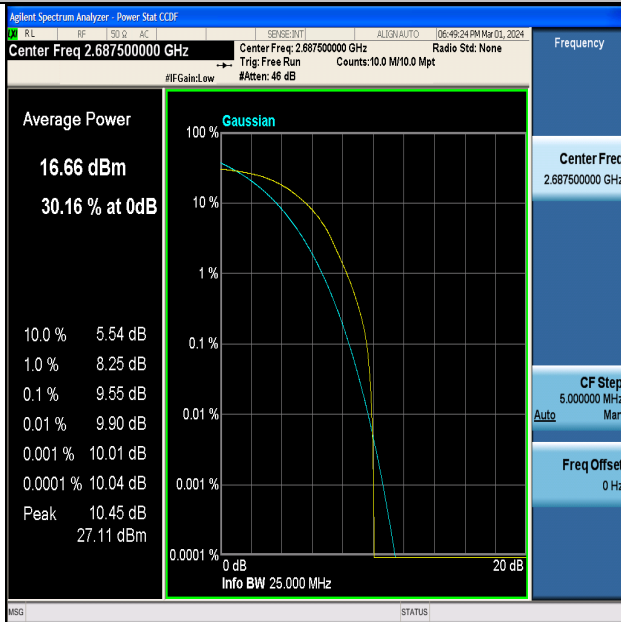 Agilent Spectrum Analyzer - Power Stat CCDF
LXI RL RF 50 Ω AC SENSE:INT ALIGN AUTO 06:49:24 PM Mar 01, 2024
Center Freq 2.687500000 GHz
Center Freq: 2.687500000 GHz Radio Std: None
Trig: Free Run Counts:10.0 M/10.0 Mpt
#IFGain:Low #Atten: 46 dB
Frequency
Average Power
16.66 dBm
30.16 % at 0dB
10.0 % 5.54 dB
1.0 % 8.25 dB
0.1 % 9.55 dB
0.01 % 9.90 dB
0.001 % 10.01 dB
0.0001 % 10.04 dB
Peak 10.45 dB
27.11 dBm
Gaussian
100 %
10 %
1 %
0.1 %
0.01 %
0.001 %
0.0001 %
0 dB 20 dB
Info BW 25.000 MHz
Center Freq
2.687500000 GHz
CF Step
5.000000 MHz
Auto Man
Freq Offset
0 Hz
MSG STATUS